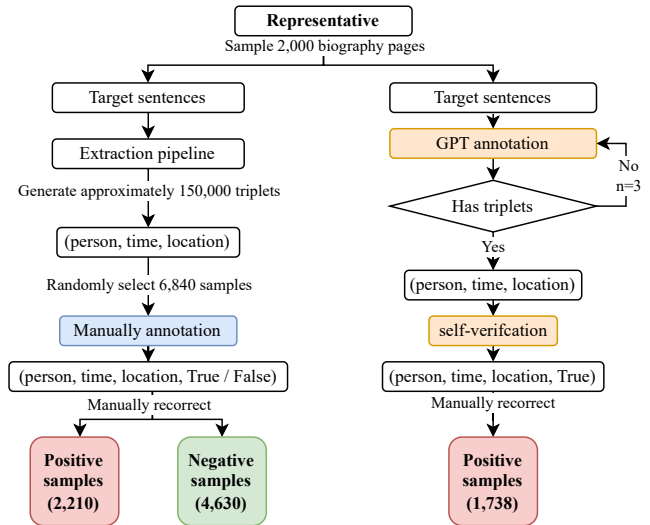 Representative
Sample 2,000 biography pages
Target sentences
Extraction pipeline
Generate approximately 150,000 triplets
(person, time, location)
Randomly select 6,840 samples
Manually annotation
(person, time, location, True / False)
Manually recorrect
Positive
samples
(2,210)
Negative
samples
(4,630)
Target sentences
GPT annotation
No
n=3
Has triplets
Yes
(person, time, location)
self-verifcation
(person, time, location, True)
Manually recorrect
Positive
samples
(1,738)